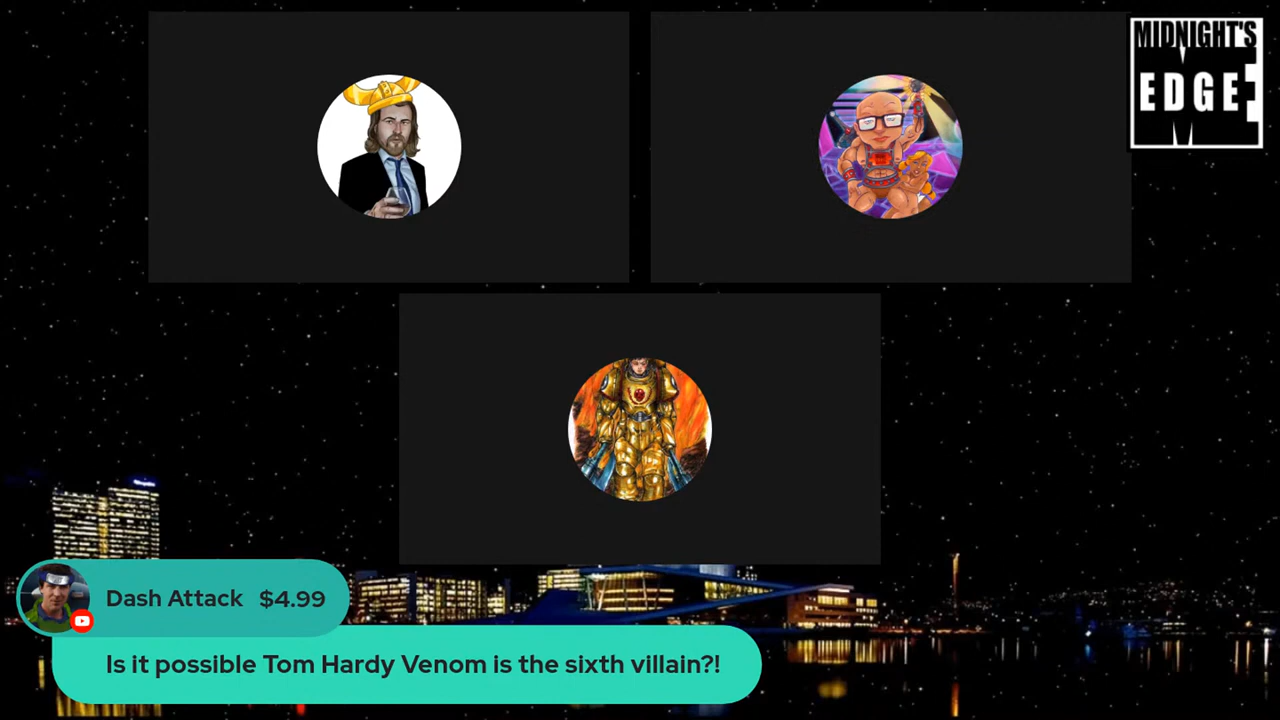 MIDNIGHT'S
EDGE
Dash Attack $4.99
Is it possible Tom Hardy Venom is the sixth villain?!